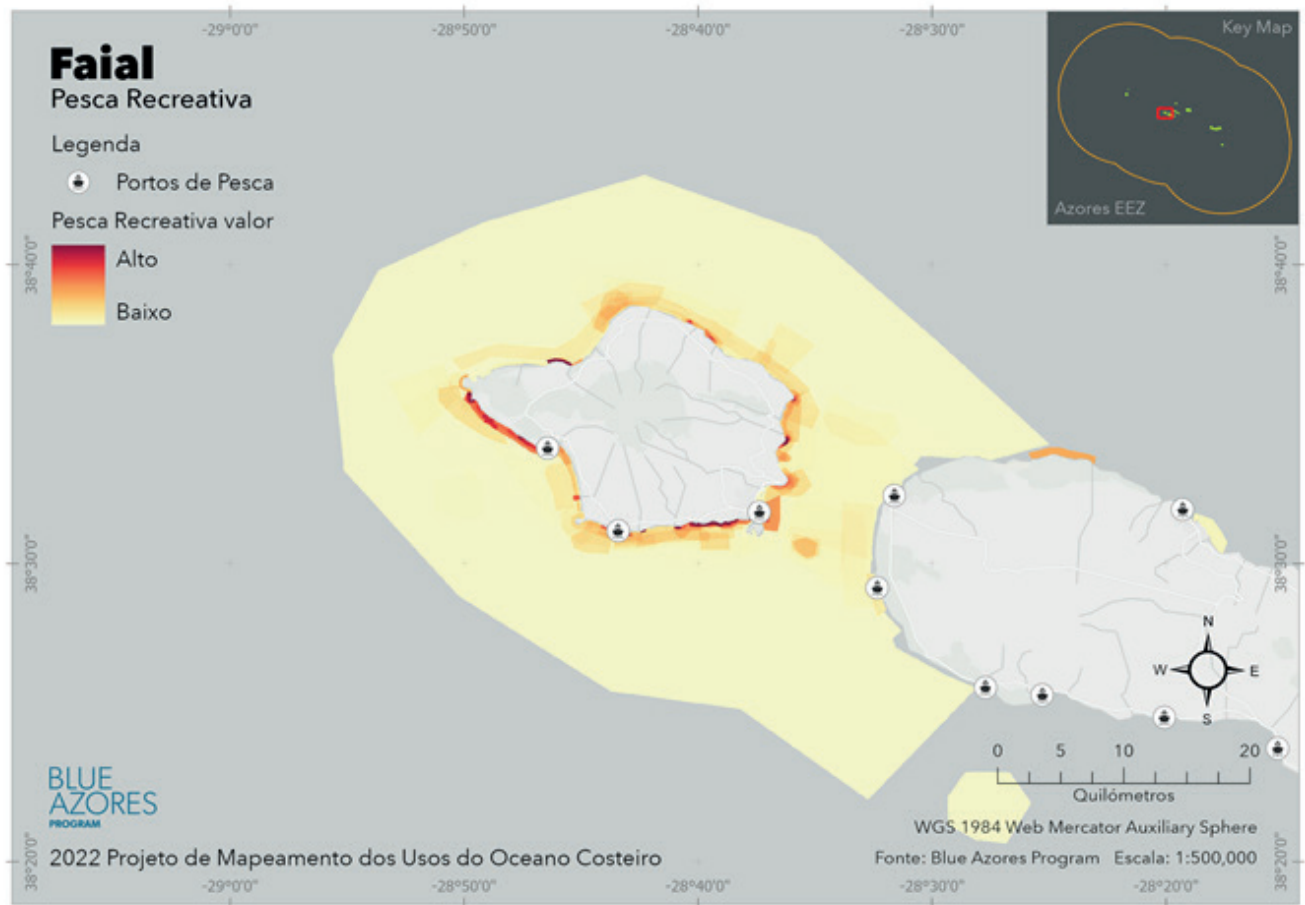 -29°0'0"
-28°50'0"
-28°40'0"
-28°30'0"
Key Map
Azores EEZ
Faial
Pesca Recreativa
Legenda
Portos de Pesca
Pesca Recreativa valor
Alto
Baixo
38°40'0"
38°40'0"
38°30'0"
38°30'0"
N
W
E
S
0 5 10 20
Quilómetros
BLUE
AZORES
PROGRAM
WGS 1984 Web Mercator Auxiliary Sphere
2022 Projeto de Mapeamento dos Usos do Oceano Costeiro
Fonte: Blue Azores Program Escala: 1:500,000
38°20'0"
38°20'0"
-29°0'0"
-28°50'0"
-28°40'0"
-28°30'0"
-28°20'0"